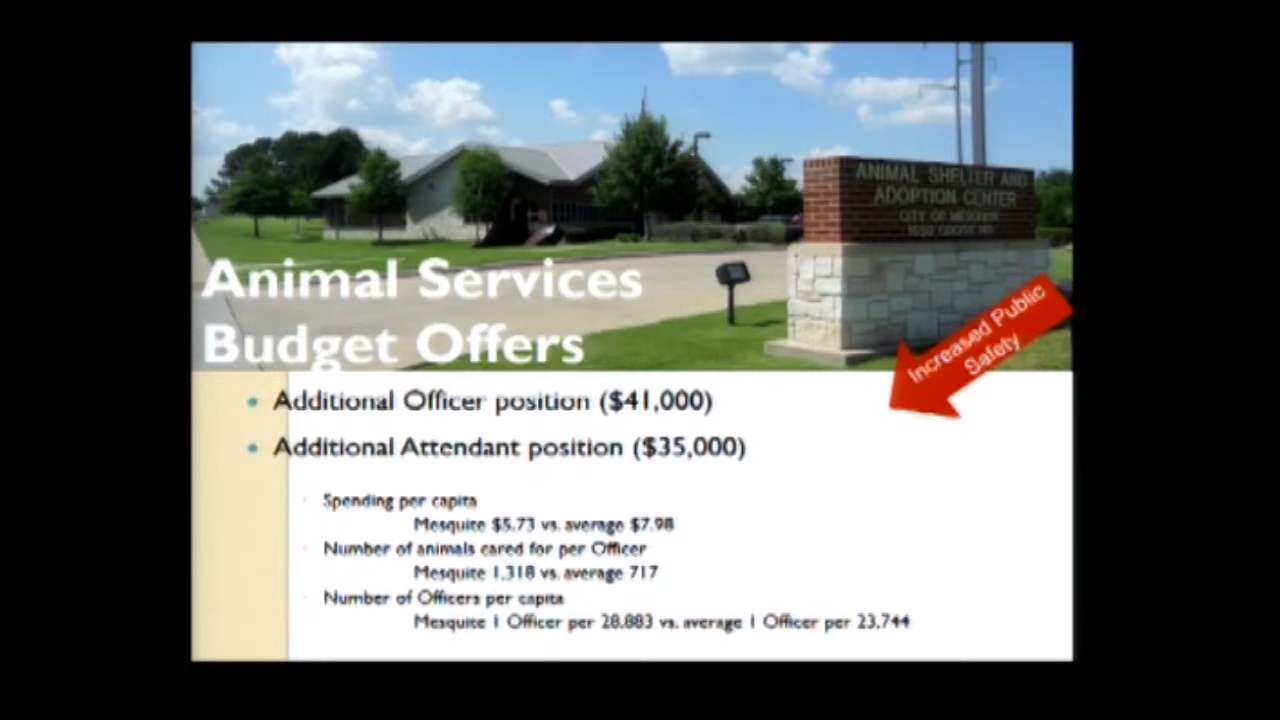 ANIMAL SHELTER AND
ADOPTION CENTER
CITY OF MESQUITE
Animal Services
Budget Offers
Increased Public
Safety
Additional Officer position ($41,000)
Additional Attendant position ($35,000)
Spending per capita
Mesquite $5.73 vs. average $7.98
Number of animals cared for per Officer
Mesquite 1,318 vs. average 717
Number of Officers per capita
Mesquite 1 Officer per 28,883 vs. average 1 Officer per 23,744